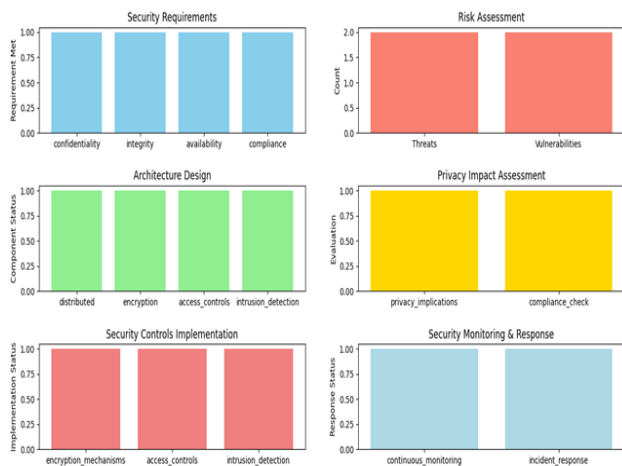 Security Requirements
Requirement Met
1.00
0.75
0.50
0.25
0.00
confidentiality integrity availability compliance
Risk Assessment
Count
2.0
1.5
1.0
0.5
0.0
Threats Vulnerabilities
Architecture Design
Component Status
1.00
0.75
0.50
0.25
0.00
distributed encryption access_controls intrusion_detection
Privacy Impact Assessment
Evaluation
1.00
0.75
0.50
0.25
0.00
privacy_implications compliance_check
Security Controls Implementation
Implementation Status
1.00
0.75
0.50
0.25
0.00
encryption_mechanisms access_controls intrusion_detection
Security Monitoring & Response
Response Status
1.00
0.75
0.50
0.25
0.00
continuous_monitoring incident_response